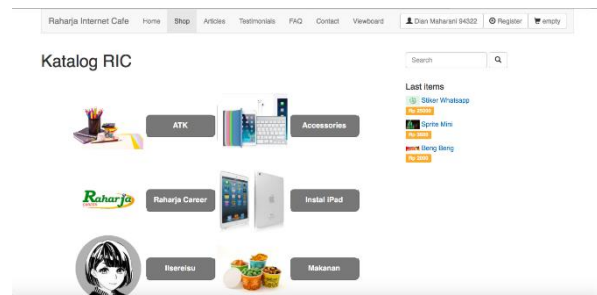 Raharja Internet Cafe Home Shop Articles Testimonials FAQ Contact Viewboard Dian Maharani 94322 Register empty
Katalog RIC
Search
Last items
Stiker Whatsapp
Sprite Mini
Beng Beng
ATK
Accessories
Raharja
Raharja Career
Instal iPad
Ilsereisu
Makanan